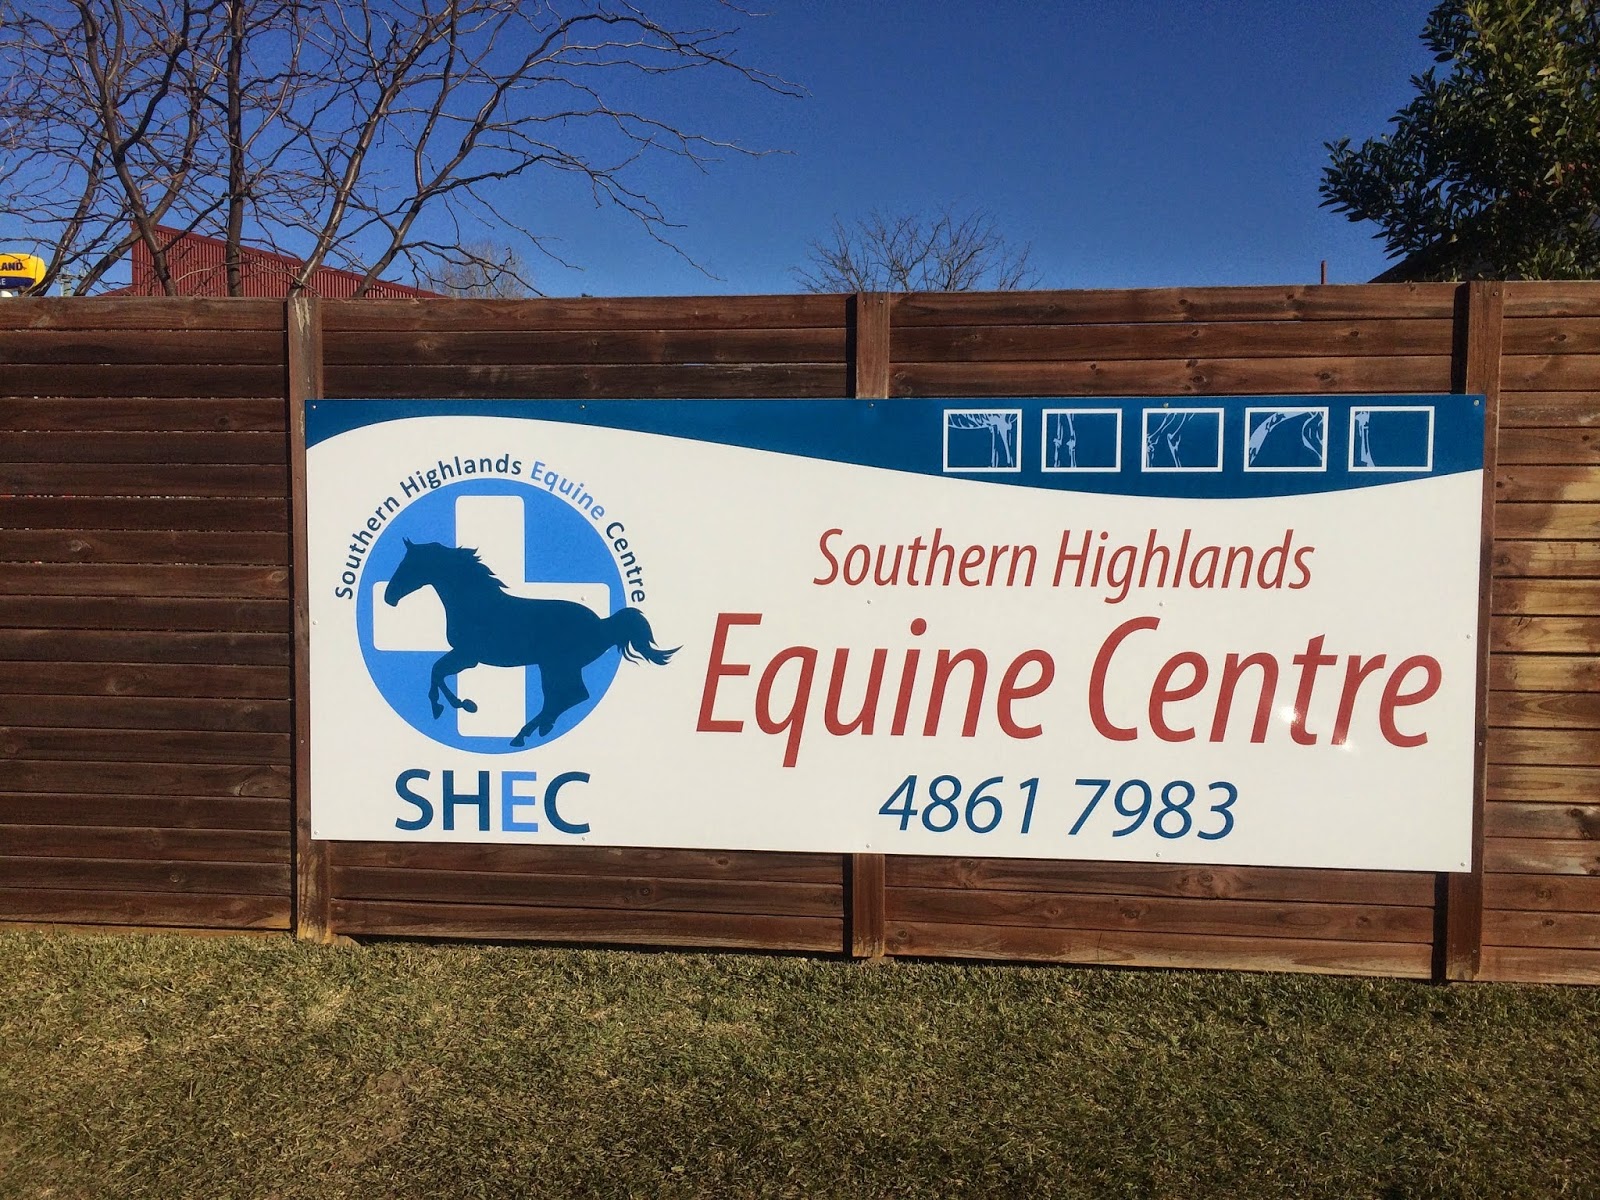 Southern Highlands Equine Centre
SHEC
Southern Highlands
Equine Centre
4861 7983